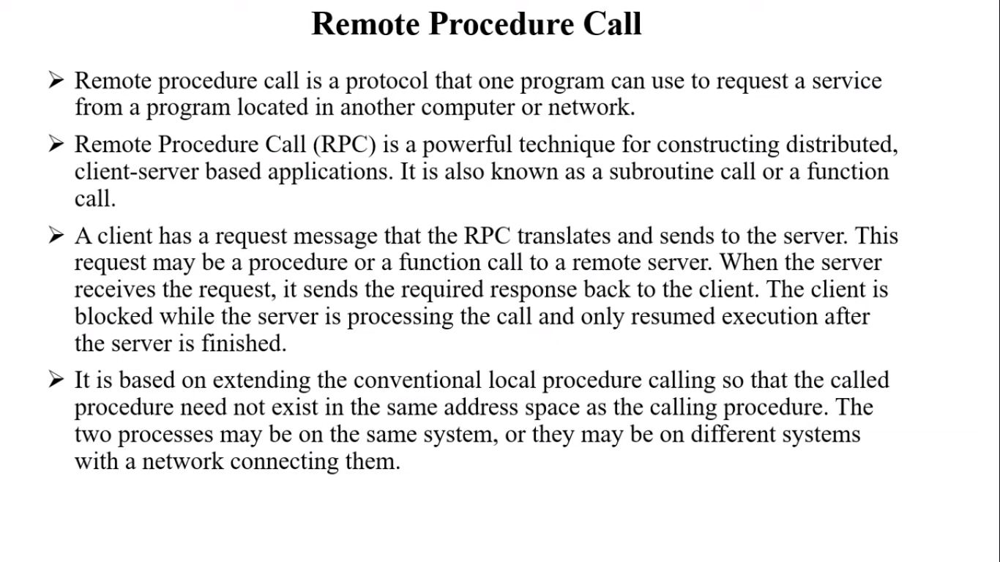 Remote Procedure Call
➢ Remote procedure call is a protocol that one program can use to request a service
from a program located in another computer or network.
➢ Remote Procedure Call (RPC) is a powerful technique for constructing distributed,
client-server based applications. It is also known as a subroutine call or a function
call.
➢ A client has a request message that the RPC translates and sends to the server. This
request may be a procedure or a function call to a remote server. When the server
receives the request, it sends the required response back to the client. The client is
blocked while the server is processing the call and only resumed execution after
the server is finished.
➢ It is based on extending the conventional local procedure calling so that the called
procedure need not exist in the same address space as the calling procedure. The
two processes may be on the same system, or they may be on different systems
with a network connecting them.